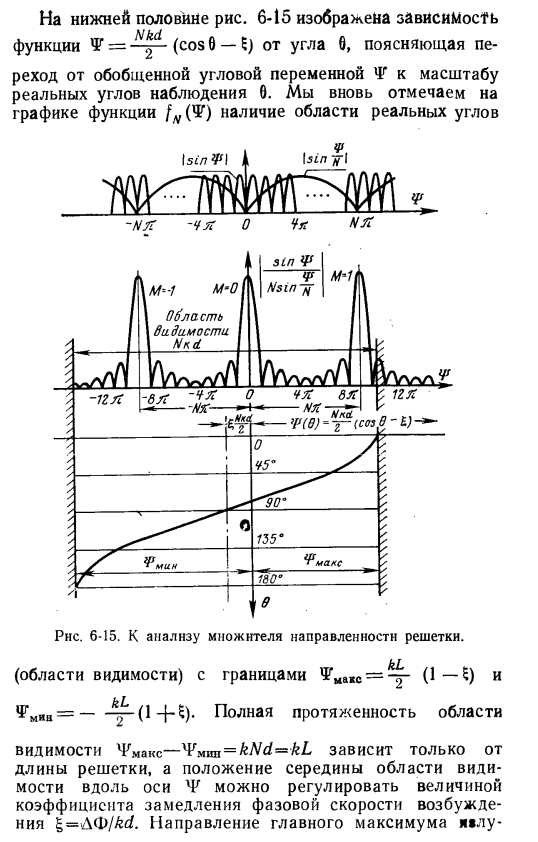 На нижней половине рис. 6-15 изображена зависимость
функции Ψ = Nkd/2 (cos θ — ξ) от угла θ, поясняющая пе-
реход от обобщенной угловой переменной Ψ к масштабу
реальных углов наблюдения θ. Мы вновь отмечаем на
графике функции f_N (Ψ) наличие области реальных углов
|sin Ψ| |sin Ψ/N|
-Nπ -4π 0 4π Nπ Ψ
|sin Ψ / N sin Ψ/N|
M=-1 M=0 M=1
Область
видимости
Nкd
-12π -8π -4π 0 4π 8π 12π Ψ
Nπ Nπ
ξ Nкd/2 Ψ(θ)=Nкd/2 (cos θ - ξ)
0
45°
90°
135°
Ψмин Ψмакс
180°
θ
Рис. 6-15. К анализу множителя направленности решетки.
(области видимости) с границами Ψмакс = kL/2 (1 — ξ) и
Ψмин = — kL/2 (1 + ξ). Полная протяженность области
видимости Ψмакс—Ψмин=kNd=kL зависит только от
длины решетки, а положение середины области види-
мости вдоль оси Ψ можно регулировать величиной
коэффициента замедления фазовой скорости возбужде-
ния ξ=ΔФ/kd. Направление главного максимума излу-